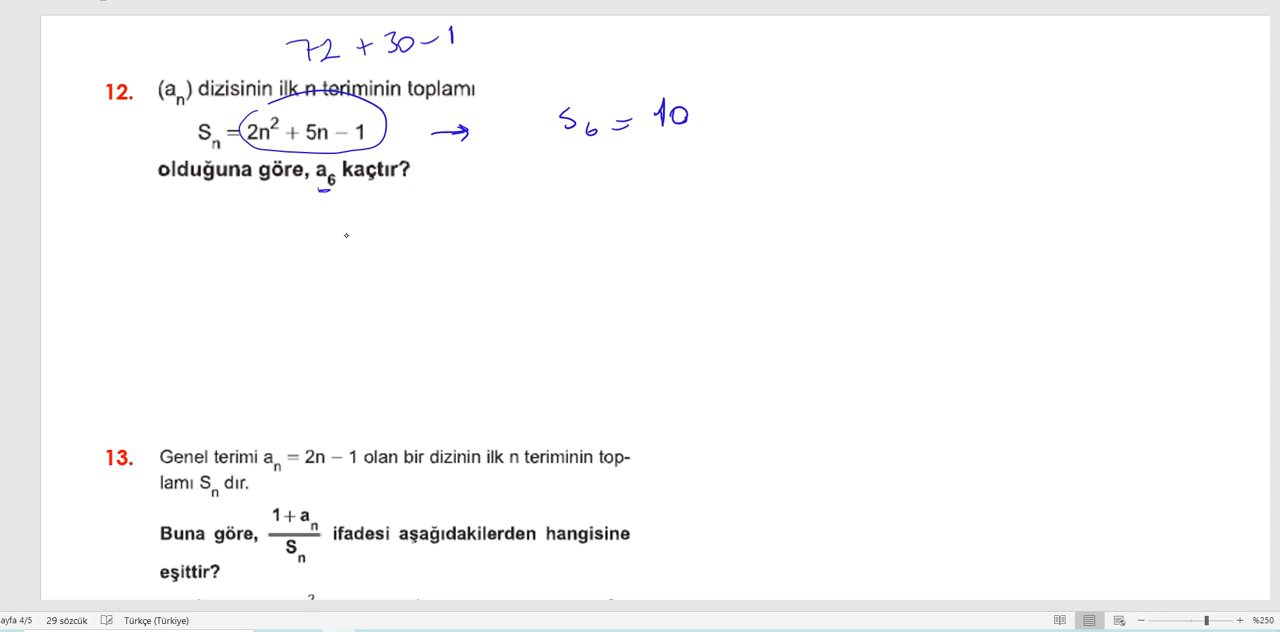 72 + 30 - 1
12. (aₙ) dizisinin ilk n teriminin toplamı
Sₙ = 2n² + 5n – 1 → S₆ = 10
olduğuna göre, a₆ kaçtır?
13. Genel terimi aₙ = 2n – 1 olan bir dizinin ilk n teriminin top-
lamı Sₙ dır.
Buna göre, (1 + aₙ)/Sₙ ifadesi aşağıdakilerden hangisine
eşittir?
ayfa 4/5 29 sözcük Türkçe (Türkiye) %250